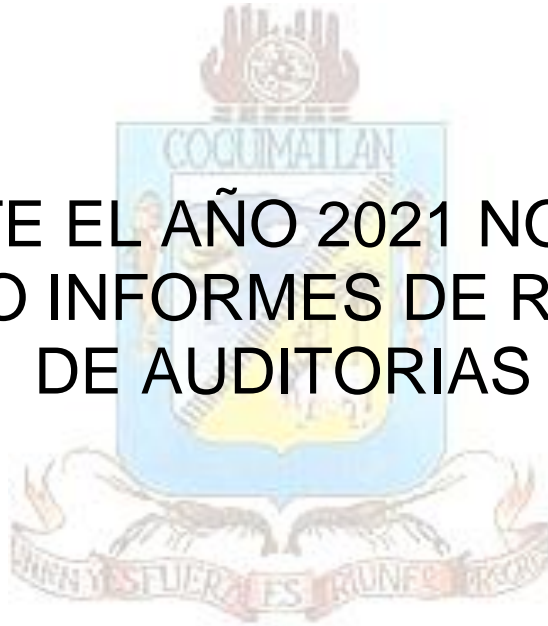 COQUIMATLAN
TE EL AÑO 2021 NO
O INFORMES DE R
DE AUDITORIAS